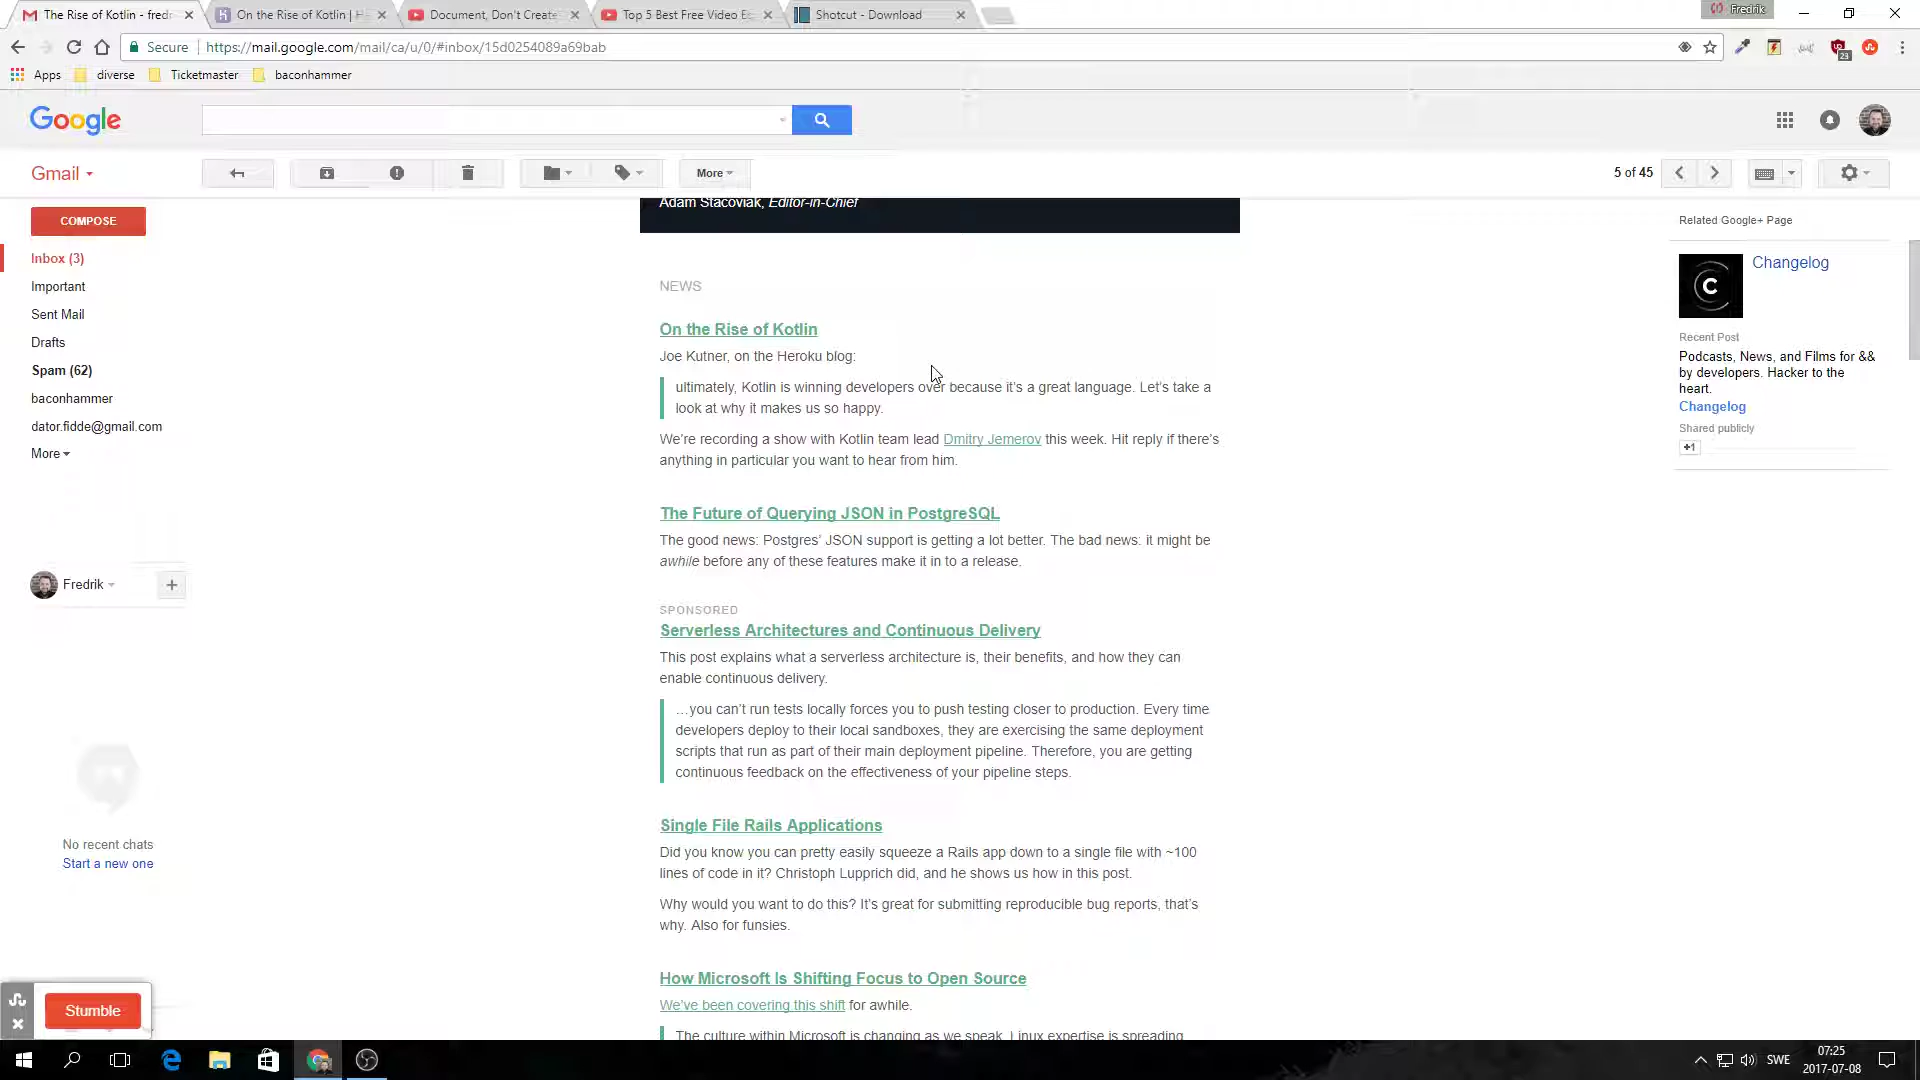 The Rise of Kotlin - fredr
On the Rise of Kotlin | H
Document, Don't Create
Top 5 Best Free Video E
Shotcut - Download
Fredrik
Secure
https://mail.google.com/mail/ca/u/0/#inbox/15d0254089a69bab
23
Apps
diverse
Ticketmaster
baconhammer
Google
Gmail
More
5 of 45
COMPOSE
Inbox (3)
Important
Sent Mail
Drafts
Spam (62)
baconhammer
dator.fidde@gmail.com
More
Fredrik
No recent chats
Start a new one
Stumble
Adam Stacoviak, Editor-in-Chief
NEWS
On the Rise of Kotlin
Joe Kutner, on the Heroku blog:
ultimately, Kotlin is winning developers over because it's a great language. Let's take a
look at why it makes us so happy.
We're recording a show with Kotlin team lead Dmitry Jemerov this week. Hit reply if there's
anything in particular you want to hear from him.
The Future of Querying JSON in PostgreSQL
The good news: Postgres' JSON support is getting a lot better. The bad news: it might be
awhile before any of these features make it in to a release.
SPONSORED
Serverless Architectures and Continuous Delivery
This post explains what a serverless architecture is, their benefits, and how they can
enable continuous delivery.
…you can't run tests locally forces you to push testing closer to production. Every time
developers deploy to their local sandboxes, they are exercising the same deployment
scripts that run as part of their main deployment pipeline. Therefore, you are getting
continuous feedback on the effectiveness of your pipeline steps.
Single File Rails Applications
Did you know you can pretty easily squeeze a Rails app down to a single file with ~100
lines of code in it? Christoph Lupprich did, and he shows us how in this post.
Why would you want to do this? It's great for submitting reproducible bug reports, that's
why. Also for funsies.
How Microsoft Is Shifting Focus to Open Source
We've been covering this shift for awhile.
The culture within Microsoft is changing as we speak. Linux expertise is spreading
Related Google+ Page
C
Changelog
Recent Post
Podcasts, News, and Films for &&
by developers. Hacker to the
heart.
Changelog
Shared publicly
+1
SWE
07:25
2017-07-08